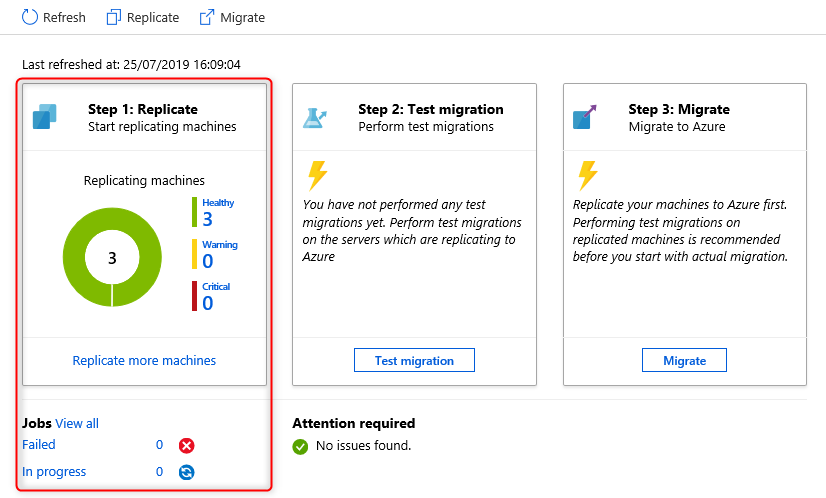 Refresh Replicate Migrate
Last refreshed at: 25/07/2019 16:09:04
Step 1: Replicate
Start replicating machines
Replicating machines
3
Healthy
3
Warning
0
Critical
0
Replicate more machines
Step 2: Test migration
Perform test migrations
You have not performed any test
migrations yet. Perform test migrations
on the servers which are replicating to
Azure
Test migration
Step 3: Migrate
Migrate to Azure
Replicate your machines to Azure first.
Performing test migrations on
replicated machines is recommended
before you start with actual migration.
Migrate
Jobs View all
Failed 0
In progress 0
Attention required
No issues found.